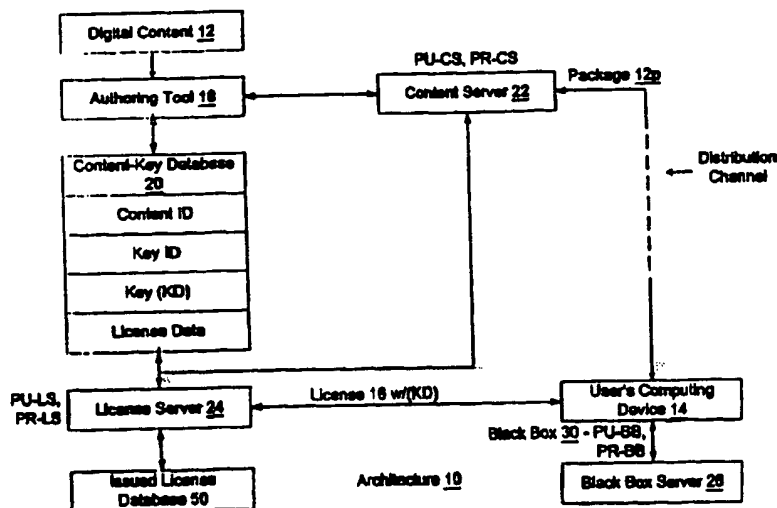 Digital Content 12
Authoring Tool 18
PU-CS, PR-CS
Content Server 22
Package 12p
Distribution
Channel
Content-Key Database
20
Content ID
Key ID
Key (KD)
License Data
PU-LS,
PR-LS
License Server 24
License 16 w/(KD)
User's Computing
Device 14
Black Box 30 - PU-BB,
PR-BB
Issued License
Database 50
Architecture 10
Black Box Server 26